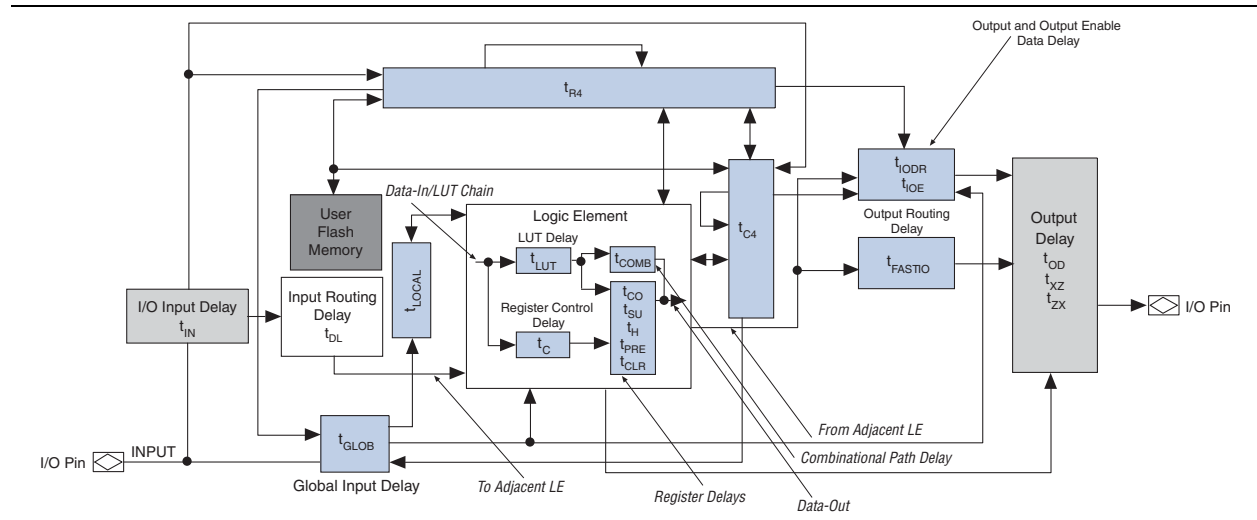 Output and Output Enable
Data Delay
tR4
tIODR
tIOE
Data-In/LUT Chain
User
Flash
Memory
Logic Element
LUT Delay
tLUT
tCOMB
tC4
Output Routing
Delay
tFASTIO
Output
Delay
tOD
tXZ
tZX
I/O Pin
tLOCAL
I/O Input Delay
tIN
Input Routing
Delay
tDL
Register Control
Delay
tC
tCO
tSU
tH
tPRE
tCLR
From Adjacent LE
INPUT
I/O Pin
tGLOB
Global Input Delay
To Adjacent LE
Register Delays
Combinational Path Delay
Data-Out